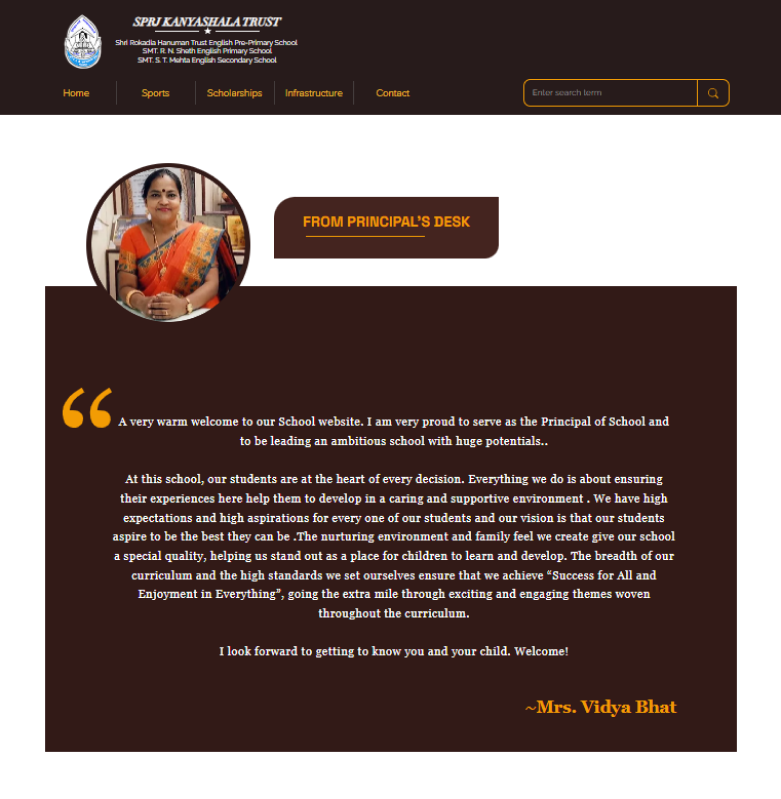 SPRJ KANYASHALA TRUST
Shri Rokadia Hanuman Trust English Pre-Primary School
SMT. R. N. Sheth English Primary School
SMT. S. T. Mehta English Secondary School
Home Sports Scholarships Infrastructure Contact
Enter search term
FROM PRINCIPAL'S DESK
“ A very warm welcome to our School website. I am very proud to serve as the Principal of School and
to be leading an ambitious school with huge potentials..
At this school, our students are at the heart of every decision. Everything we do is about ensuring
their experiences here help them to develop in a caring and supportive environment . We have high
expectations and high aspirations for every one of our students and our vision is that our students
aspire to be the best they can be .The nurturing environment and family feel we create give our school
a special quality, helping us stand out as a place for children to learn and develop. The breadth of our
curriculum and the high standards we set ourselves ensure that we achieve “Success for All and
Enjoyment in Everything”, going the extra mile through exciting and engaging themes woven
throughout the curriculum.
I look forward to getting to know you and your child. Welcome!
~Mrs. Vidya Bhat